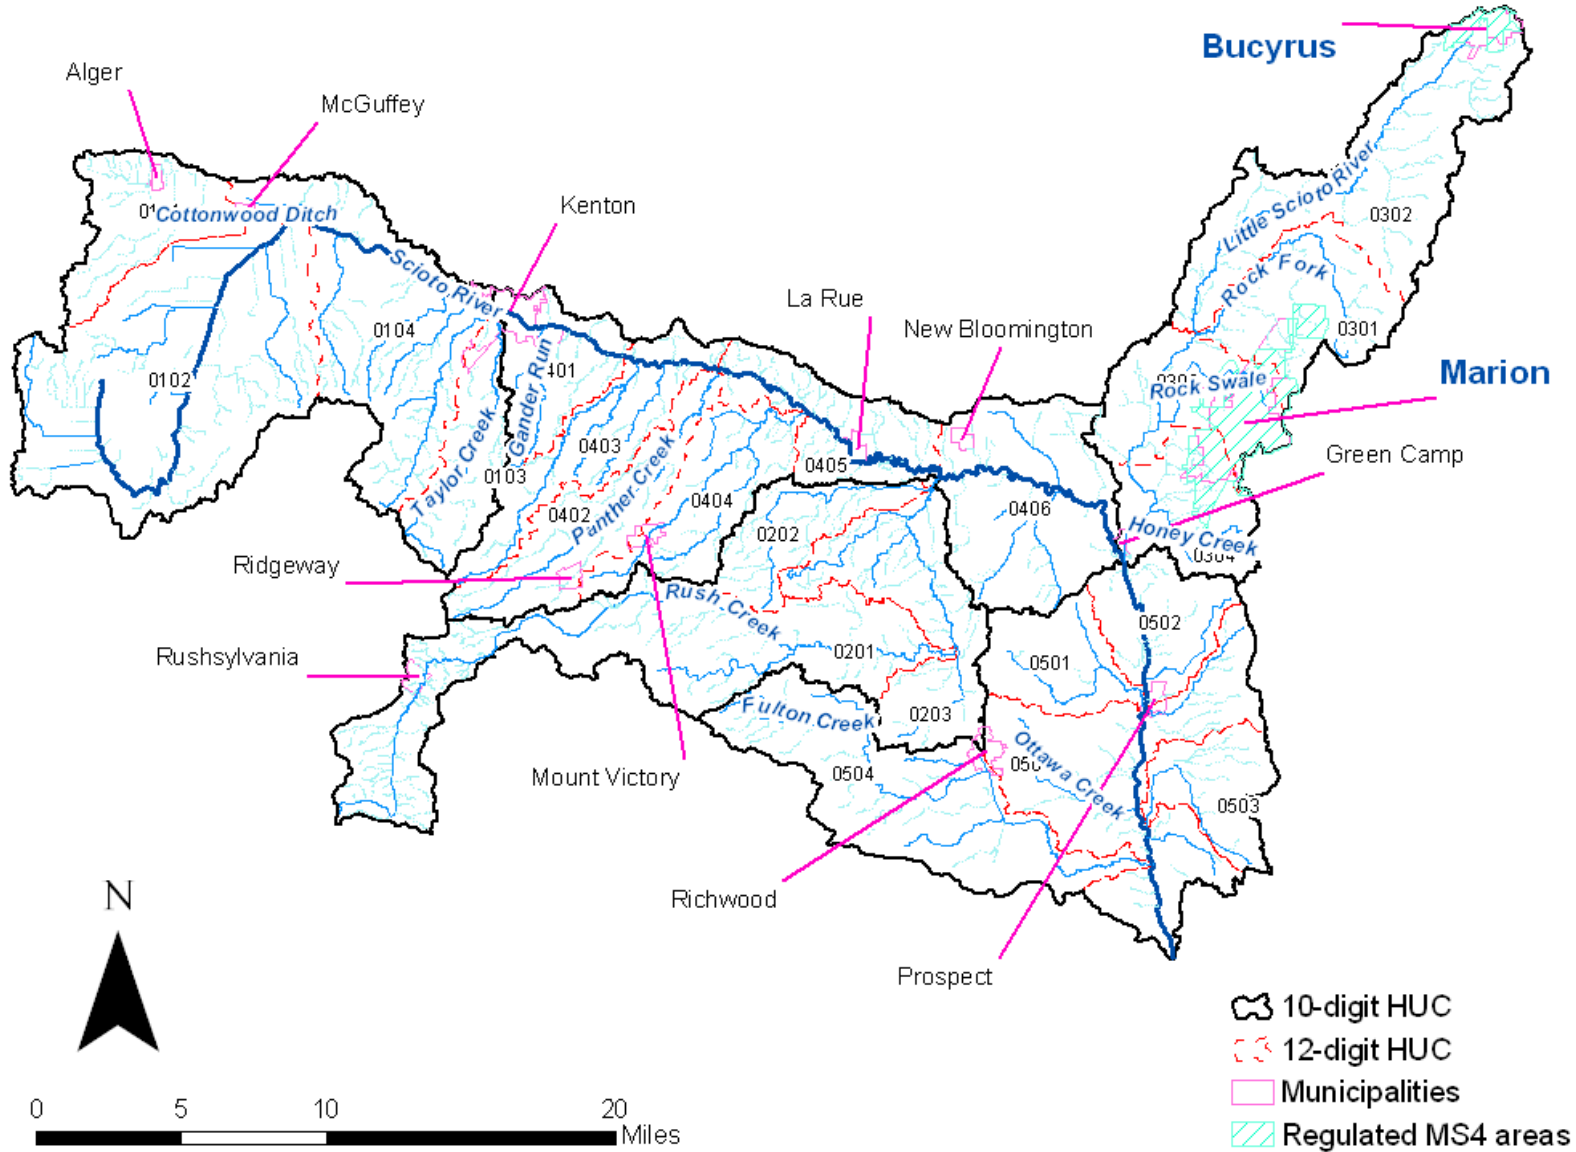 Bucyrus
Alger
McGuffey
Kenton
La Rue
New Bloomington
Marion
Green Camp
Cottonwood Ditch
Scioto River
Little Scioto River
0302
Rock Fork
0301
0104
0102
Rock Swale
Taylor Creek
Gander Run
401
0103
0403
0402
Panther Creek
0404
0405
0406
0202
Honey Creek
0304
Ridgeway
Rush Creek
0502
Rushsylvania
0201
0501
0203
Fulton Creek
Mount Victory
0504
Ottawa Creek
0503
Richwood
Prospect
N
0 5 10 20
Miles
10-digit HUC
12-digit HUC
Municipalities
Regulated MS4 areas